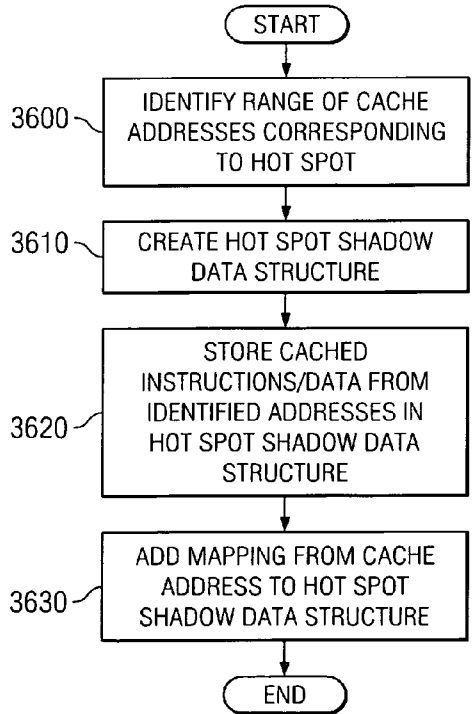 START
3600
IDENTIFY RANGE OF CACHE
ADDRESSES CORRESPONDING
TO HOT SPOT
3610
CREATE HOT SPOT SHADOW
DATA STRUCTURE
3620
STORE CACHED
INSTRUCTIONS/DATA FROM
IDENTIFIED ADDRESSES IN
HOT SPOT SHADOW DATA
STRUCTURE
3630
ADD MAPPING FROM CACHE
ADDRESS TO HOT SPOT
SHADOW DATA STRUCTURE
END